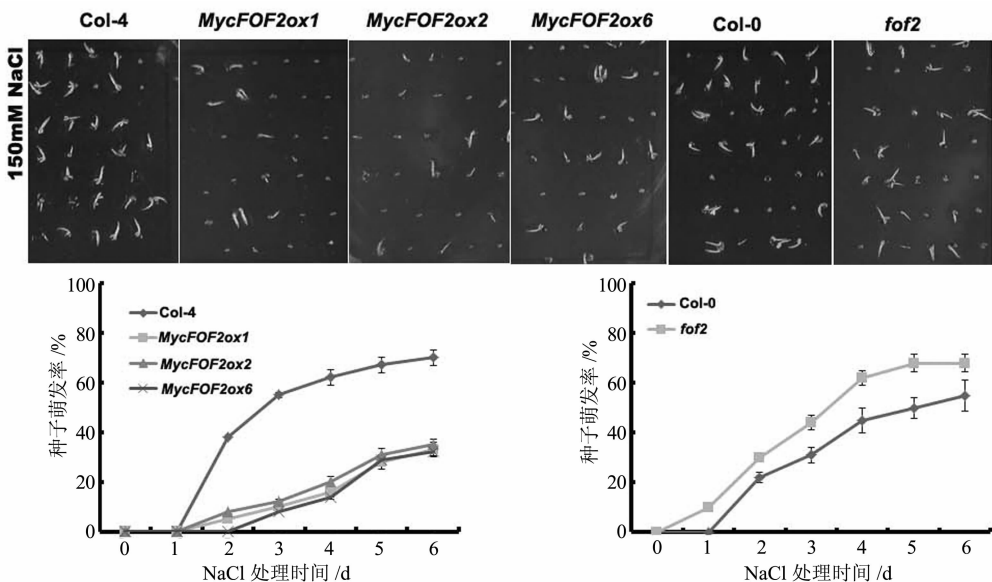 Col-4
MycFOF2ox1
MycFOF2ox2
MycFOF2ox6
Col-0
fof2
150mM NaCl
100
80
60
40
20
0
种子萌发率 /%
Col-4
MycFOF2ox1
MycFOF2ox2
MycFOF2ox6
0 1 2 3 4 5 6
NaCl 处理时间 /d
100
80
60
40
20
0
种子萌发率 /%
Col-0
fof2
0 1 2 3 4 5 6
NaCl 处理时间 /d